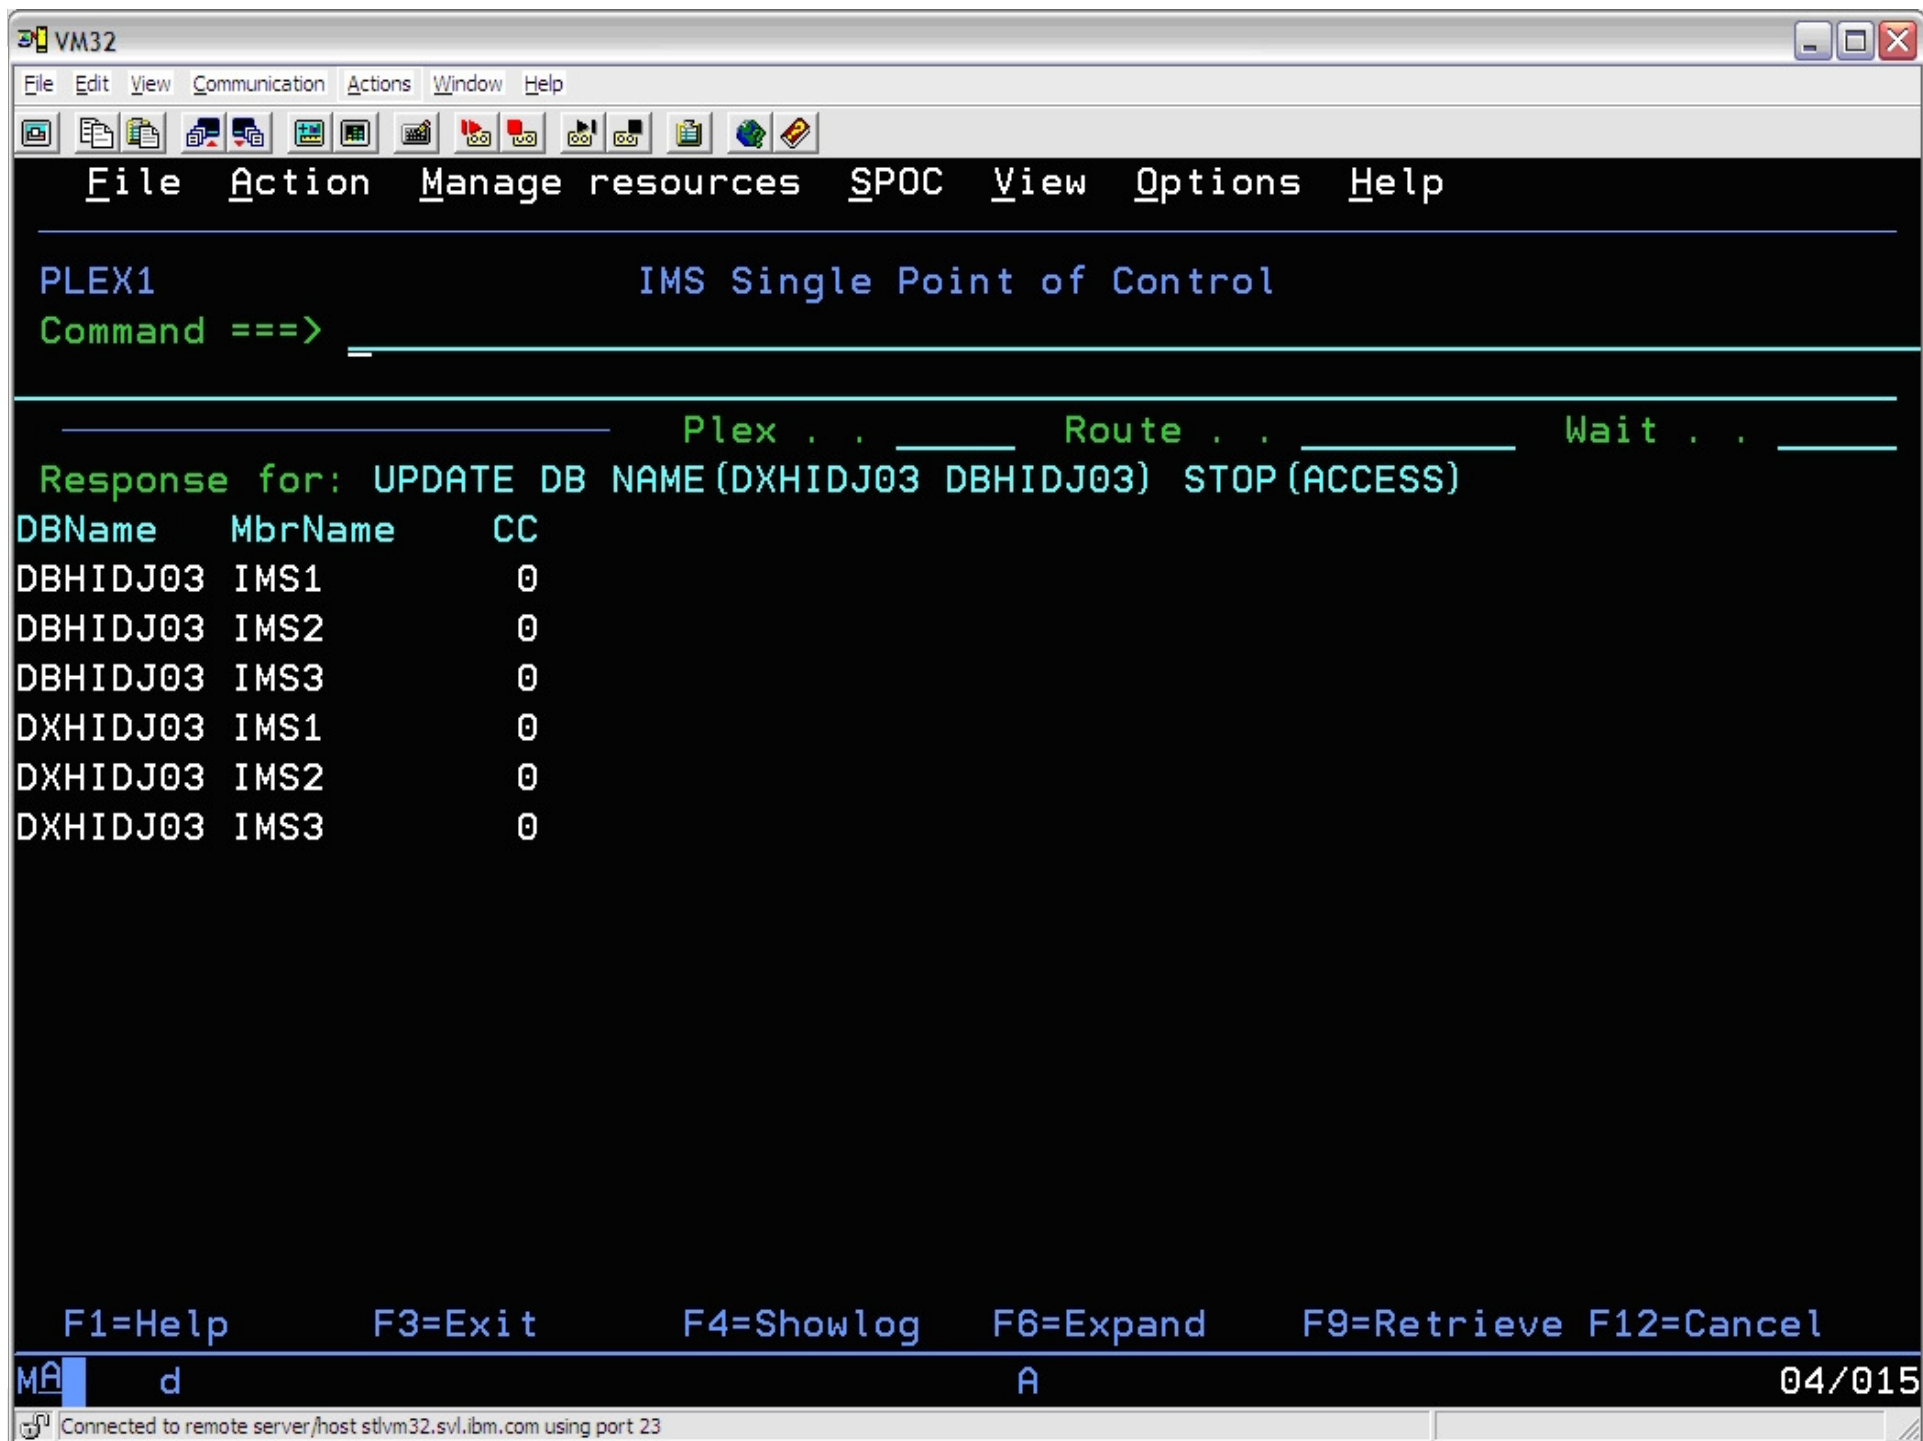 VM32
File Edit View Communication Actions Window Help
File Action Manage resources SPOC View Options Help
PLEX1 IMS Single Point of Control
Command ===>
Plex . . Route . . Wait . .
Response for: UPDATE DB NAME(DXHIDJ03 DBHIDJ03) STOP(ACCESS)
DBName MbrName CC
DBHIDJ03 IMS1 0
DBHIDJ03 IMS2 0
DBHIDJ03 IMS3 0
DXHIDJ03 IMS1 0
DXHIDJ03 IMS2 0
DXHIDJ03 IMS3 0
F1=Help F3=Exit F4=Showlog F6=Expand F9=Retrieve F12=Cancel
MA d A 04/015
Connected to remote server/host stlvm32.svl.ibm.com using port 23